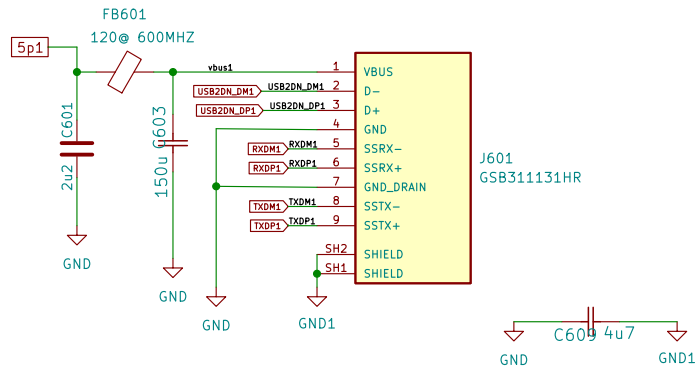 FB601
120@ 600MHZ
5p1
vbus1
1
VBUS
USB2DN_DM1
USB2DN_DM1
2
D-
USB2DN_DP1
USB2DN_DP1
3
D+
C601
2u2
C603
150u
4
GND
RXDM1
RXDM1
5
SSRX-
RXDP1
RXDP1
6
SSRX+
7
GND_DRAIN
TXDM1
TXDM1
8
SSTX-
TXDP1
TXDP1
9
SSTX+
J601
GSB311131HR
SH2
SHIELD
SH1
SHIELD
GND
GND
GND
GND1
C609 4u7
GND
GND1